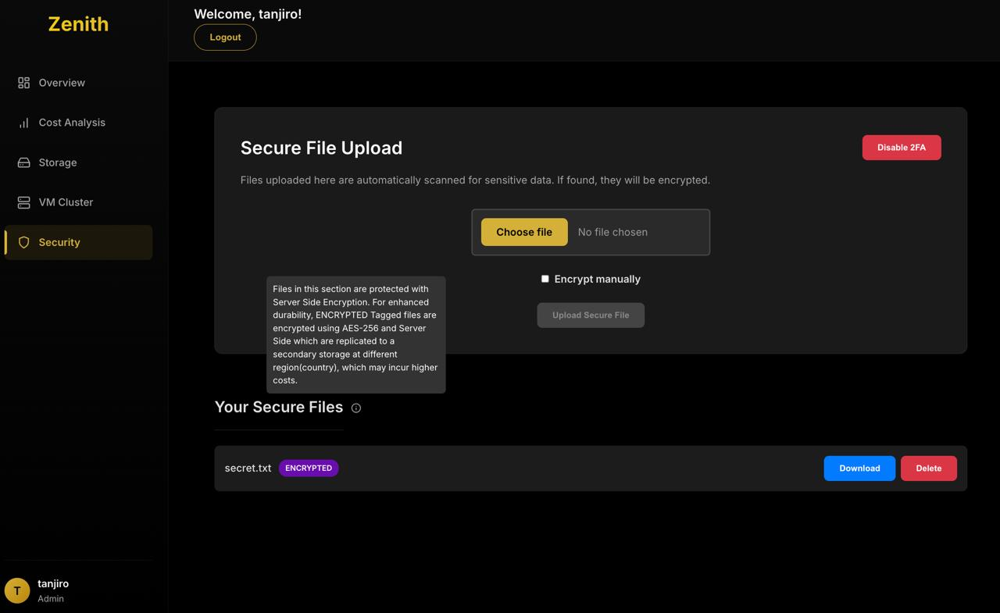 Zenith
Overview
Cost Analysis
Storage
VM Cluster
Security
T
tanjiro
Admin
Welcome, tanjiro!
Logout
Secure File Upload
Disable 2FA
Files uploaded here are automatically scanned for sensitive data. If found, they will be encrypted.
Choose file No file chosen
Encrypt manually
Upload Secure File
Files in this section are protected with
Server Side Encryption. For enhanced
durability, ENCRYPTED Tagged files are
encrypted using AES-256 and Server
Side which are replicated to a
secondary storage at different
region(country), which may incur higher
costs.
Your Secure Files
secret.txt ENCRYPTED Download Delete